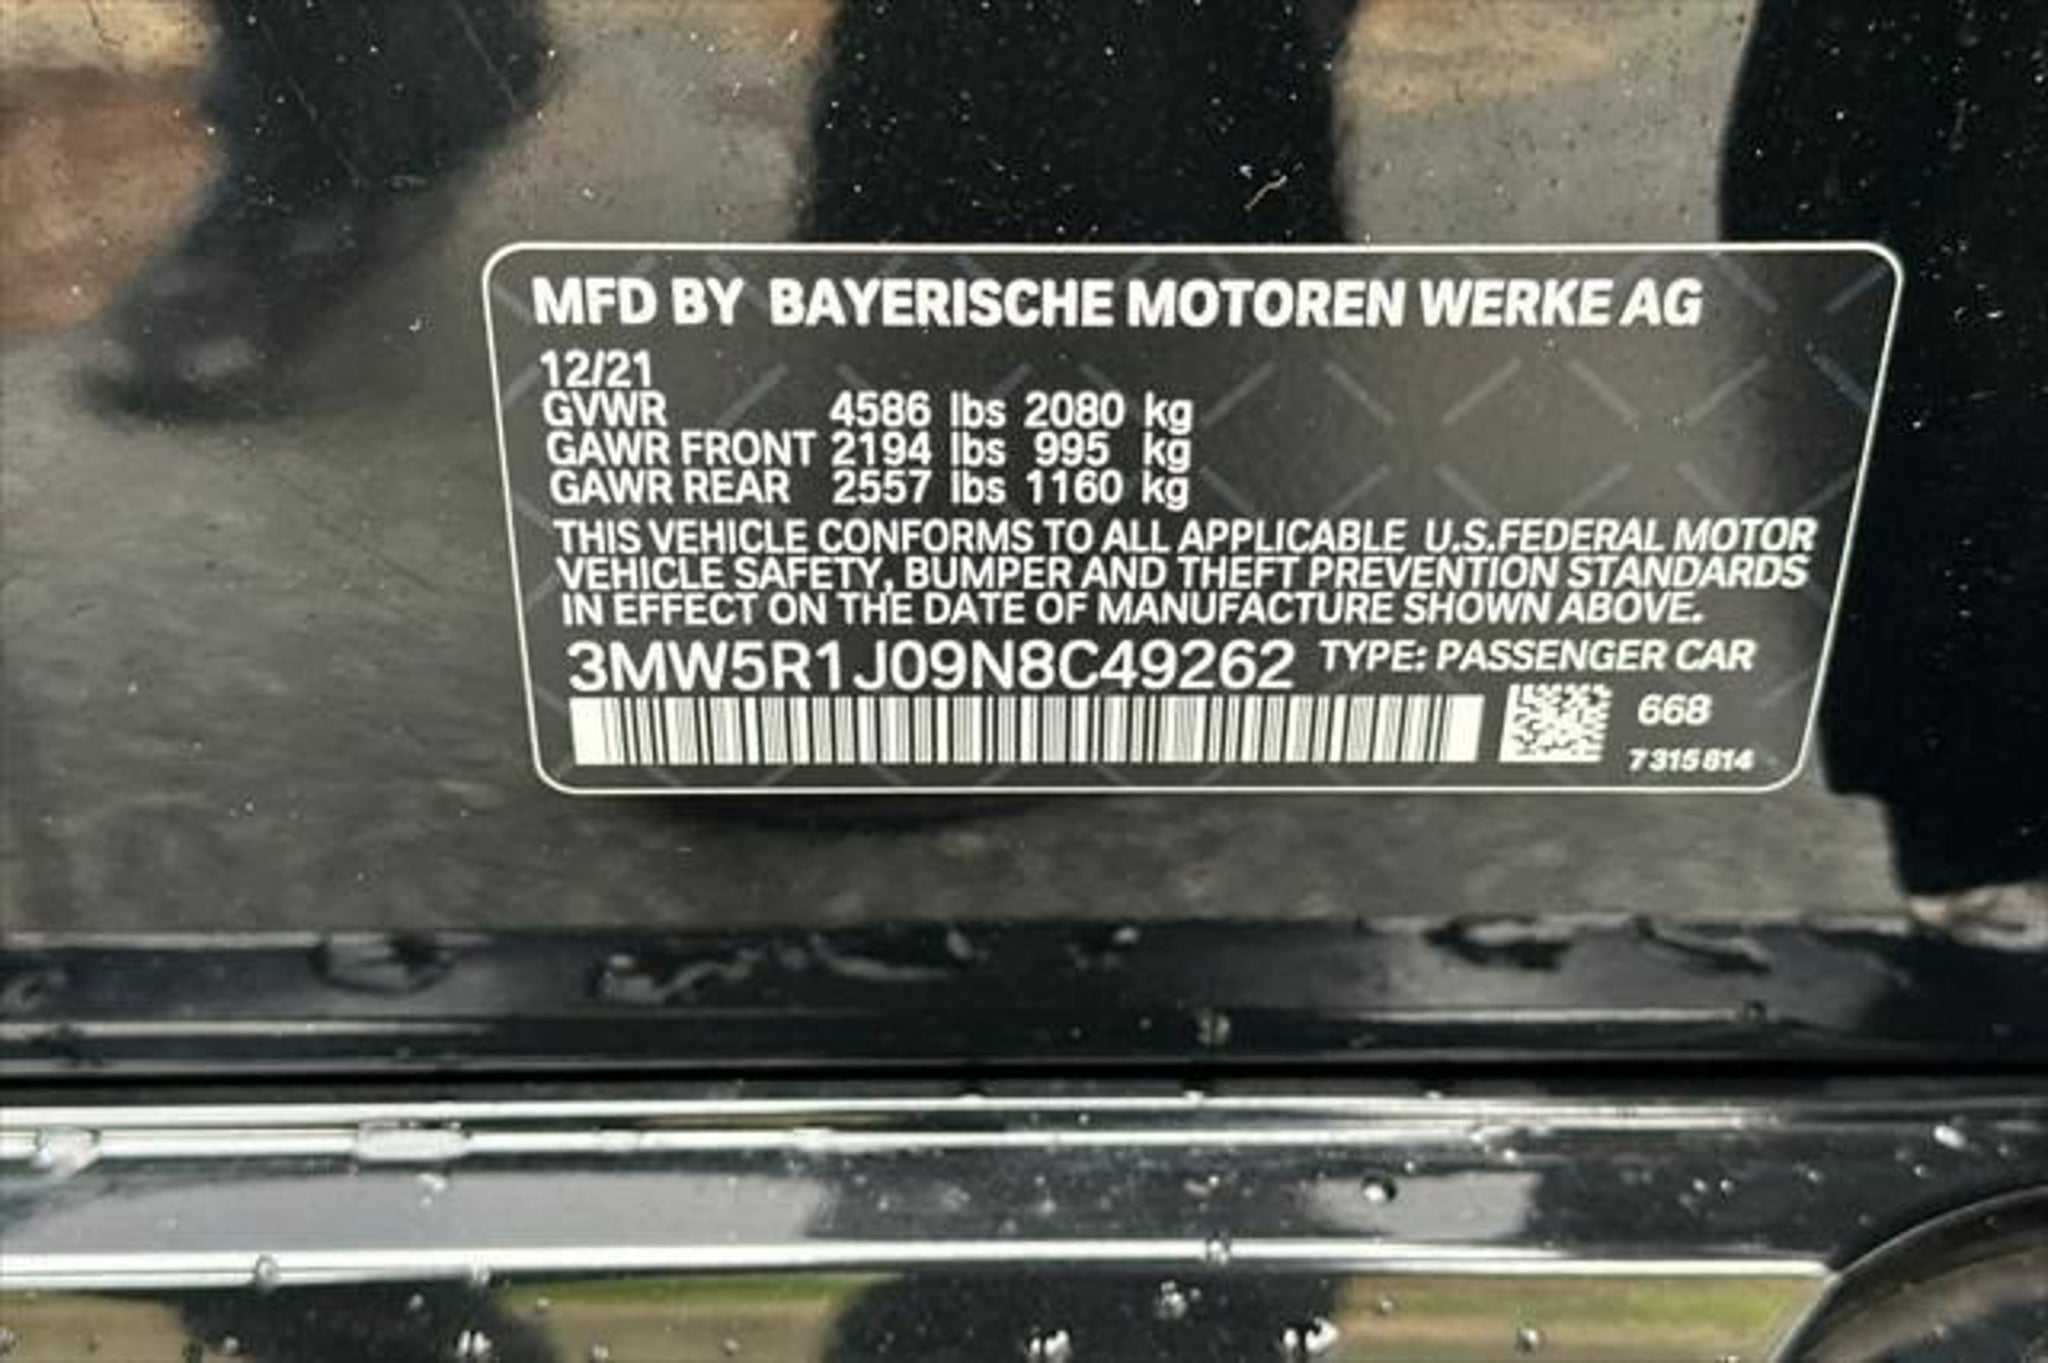 MFD BY BAYERISCHE MOTOREN WERKE AG
12/21
GVWR 4586 lbs 2080 kg
GAWR FRONT 2194 lbs 995 kg
GAWR REAR 2557 lbs 1160 kg
THIS VEHICLE CONFORMS TO ALL APPLICABLE U.S.FEDERAL MOTOR
VEHICLE SAFETY, BUMPER AND THEFT PREVENTION STANDARDS
IN EFFECT ON THE DATE OF MANUFACTURE SHOWN ABOVE.
3MW5R1J09N8C49262 TYPE: PASSENGER CAR
668
7 315 814